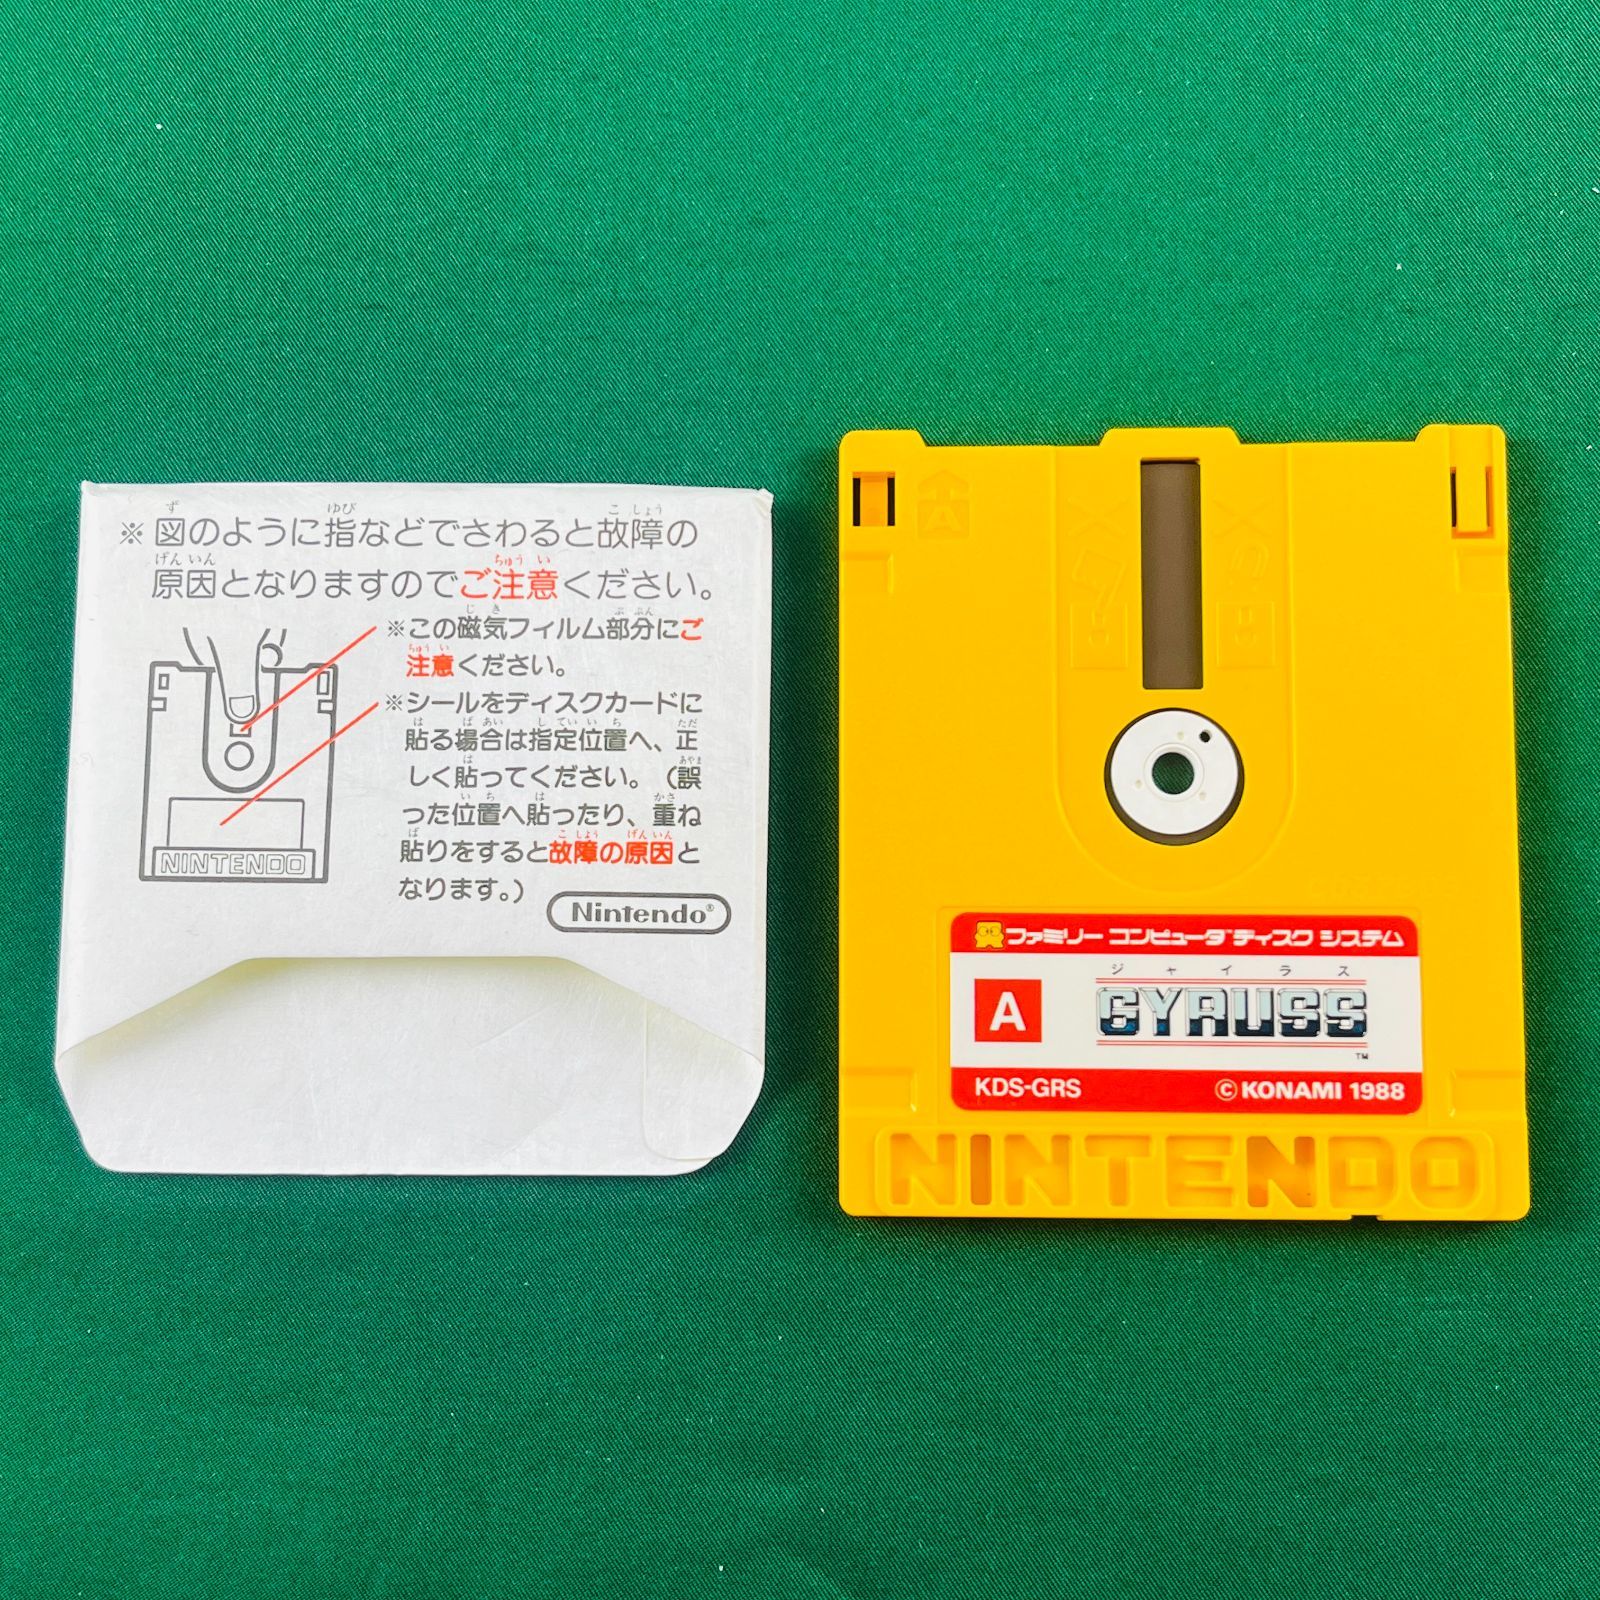 ※図のように指などでさわると故障の
原因となりますのでご注意ください。
※この磁気フィルム部分にご
注意ください。
※シールをディスクカードに
貼る場合は指定位置へ、正
しく貼ってください。（誤
った位置へ貼ったり、重ね
貼りをすると故障の原因と
なります。）
NINTENDO
Nintendo®
A
ファミリー コンピュータ™ディスク システム
ジャイラス
A
GYRUSS
TM
KDS-GRS
© KONAMI 1988
NINTENDO